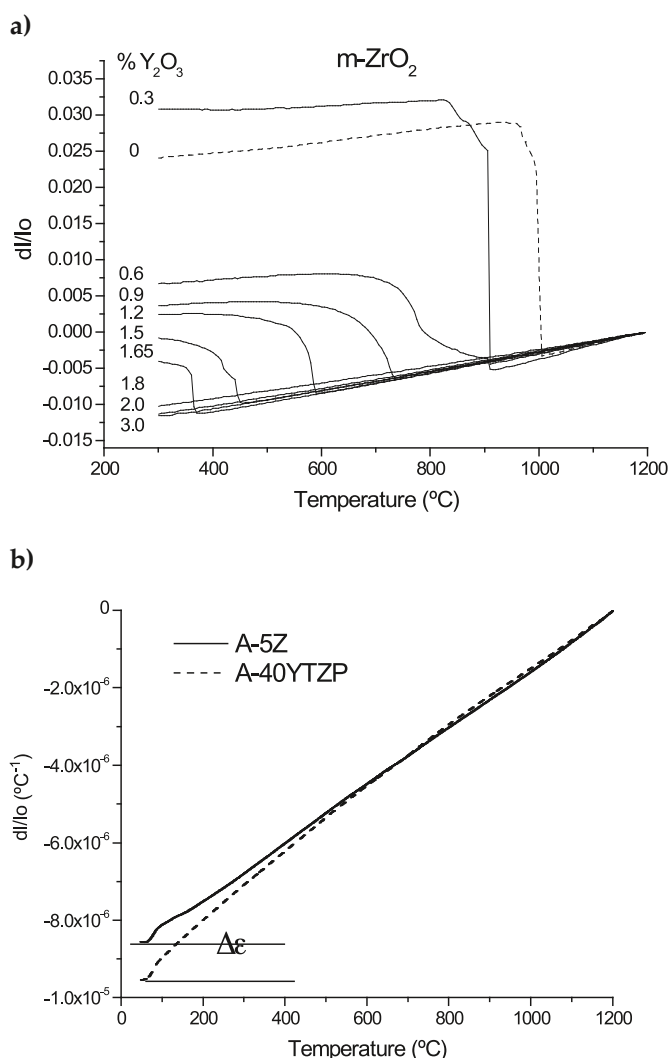 a)
% Y₂O₃
m-ZrO₂
0.035
0.030
0.025
0.020
0.015
0.010
0.005
0.000
-0.005
-0.010
-0.015
0.3
0
0.6
0.9
1.2
1.5
1.65
1.8
2.0
3.0
dl/lo
200
400
600
800
1000
1200
Temperature (ºC)
b)
0
-2.0x10⁻⁶
-4.0x10⁻⁶
-6.0x10⁻⁶
-8.0x10⁻⁶
-1.0x10⁻⁵
A-5Z
A-40YTZP
dl/lo (ºC⁻¹)
Δε
0
200
400
600
800
1000
1200
Temperature (ºC)